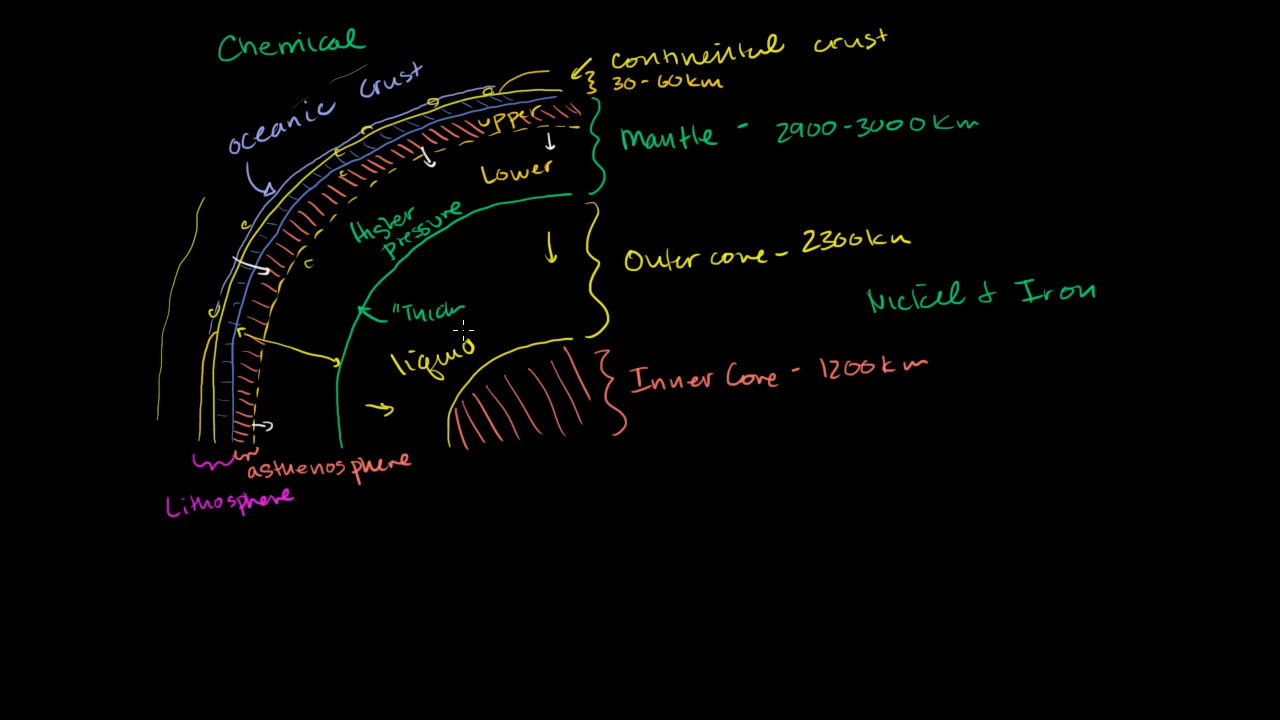 Chemical
continental crust
30-60km
oceanic crust
upper
Mantle - 2900-3000km
Lower
Higher
pressure
Outer core - 2300km
Nickel & Iron
"Thick
liquid
Inner Core - 1200km
asthenosphere
Lithosphere